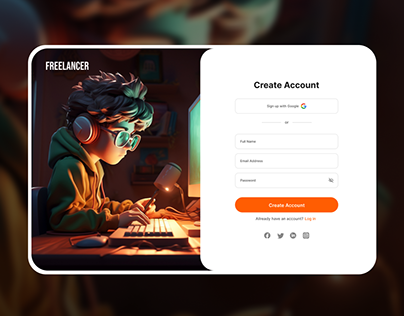 FREELANCER
Create Account
Sign up with Google
or
Full Name
Email Address
Password
Create Account
Already have an account? Log in